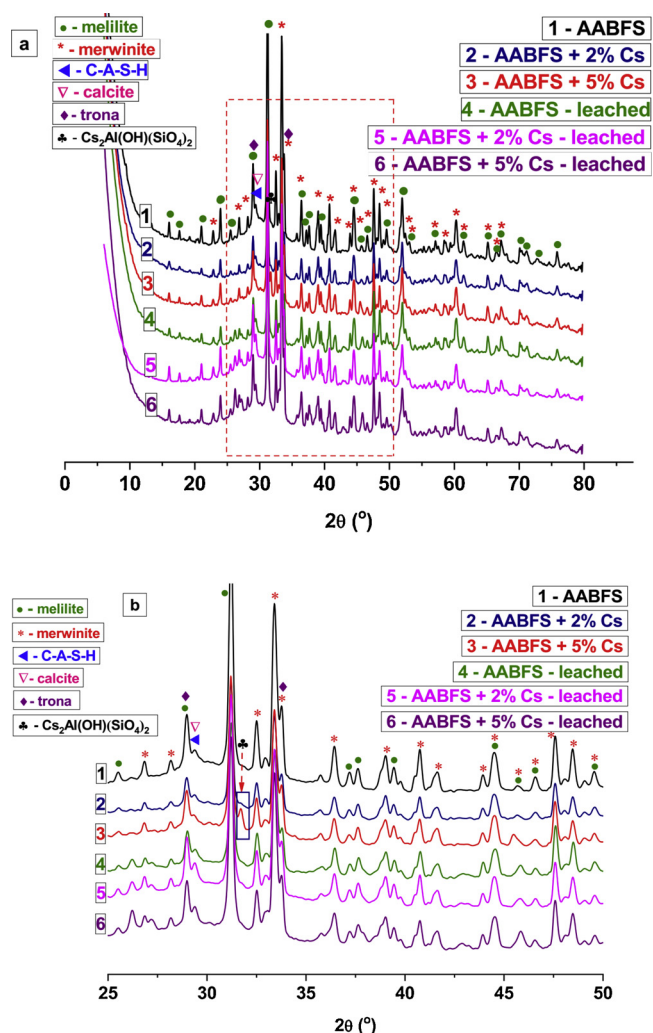 a
● - melilite
* - merwinite
◄ - C-A-S-H
▽ - calcite
♦ - trona
♣ - Cs₂Al(OH)(SiO₄)₂
1 - AABFS
2 - AABFS + 2% Cs
3 - AABFS + 5% Cs
4 - AABFS - leached
5 - AABFS + 2% Cs - leached
6 - AABFS + 5% Cs - leached
1
2
3
4
5
6
0 10 20 30 40 50 60 70 80
2θ (°)
b
● - melilite
* - merwinite
◄ - C-A-S-H
▽ - calcite
♦ - trona
♣ - Cs₂Al(OH)(SiO₄)₂
1 - AABFS
2 - AABFS + 2% Cs
3 - AABFS + 5% Cs
4 - AABFS - leached
5 - AABFS + 2% Cs - leached
6 - AABFS + 5% Cs - leached
1
2
3
4
5
6
25 30 35 40 45 50
2θ (°)